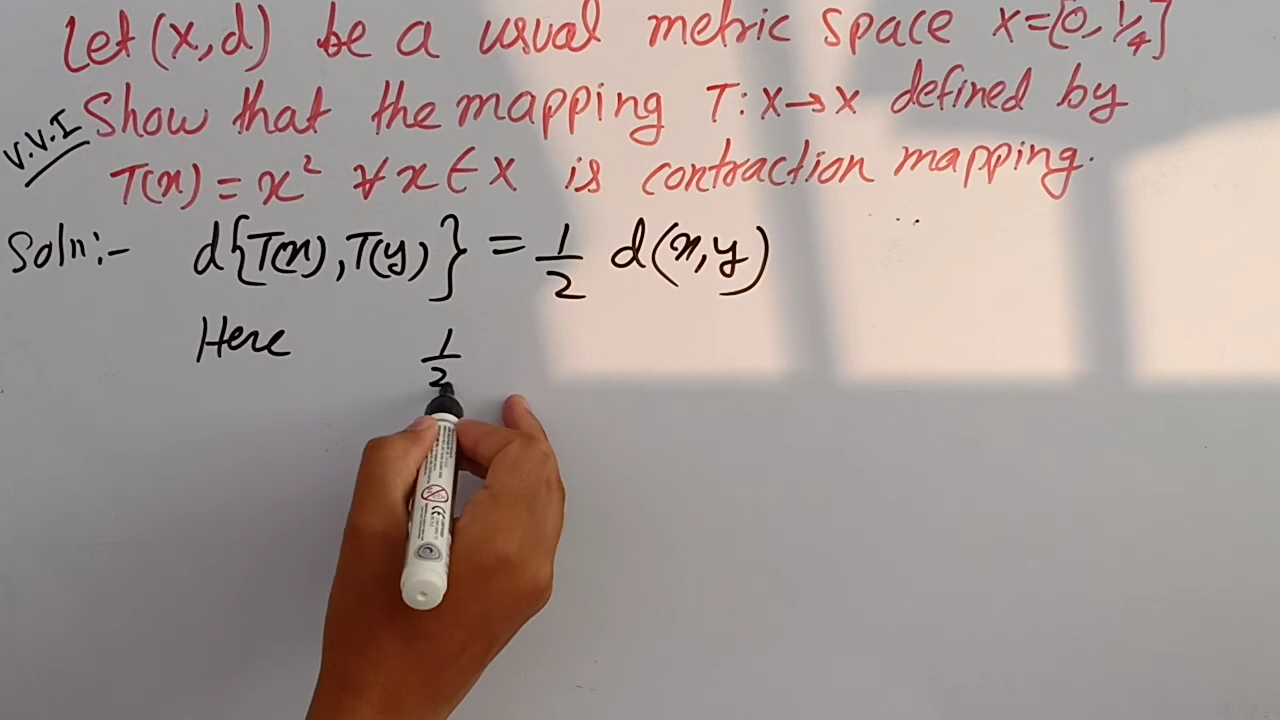 Let (x,d) be a usual metric space X=[0,1/4]
V.V.I
Show that the mapping T:X→X defined by
T(x) = x² ∀ x ∈ X is contraction mapping.
Soln:- d{T(x),T(y)} = 1/2 d(x,y)
Here 1/2